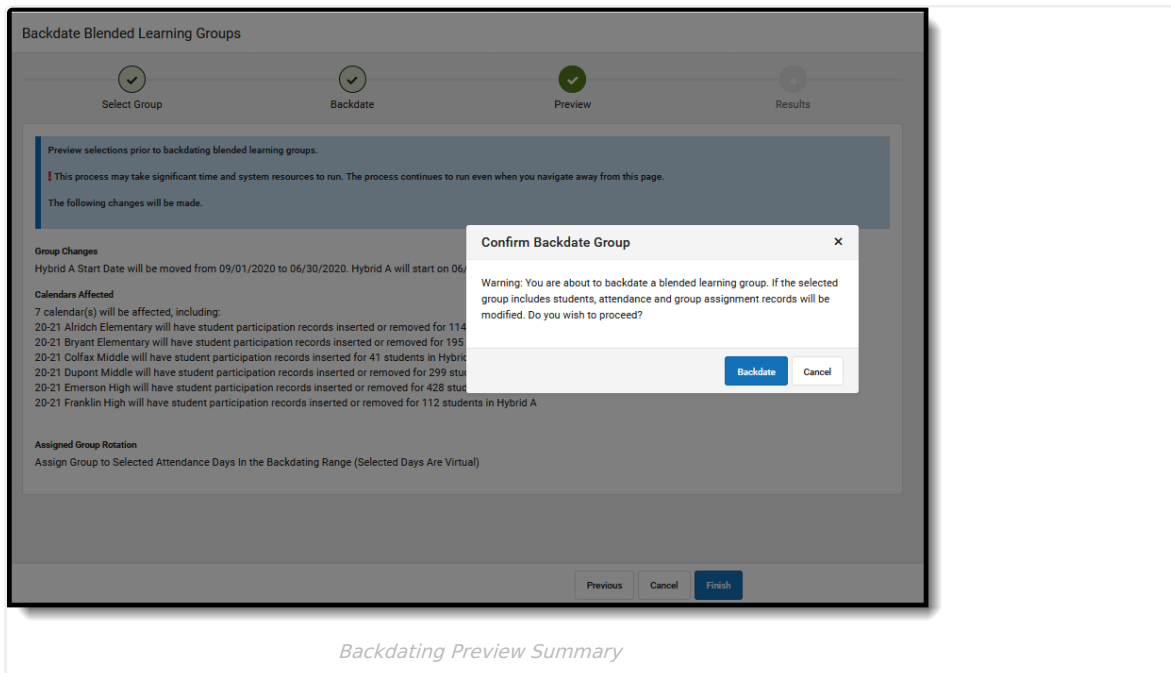 Backdate Blended Learning Groups
Select Group
Backdate
Preview
4
Results
Preview selections prior to backdating blended learning groups.
! This process may take significant time and system resources to run. The process continues to run even when you navigate away from this page.
The following changes will be made.
Group Changes
Hybrid A Start Date will be moved from 09/01/2020 to 06/30/2020. Hybrid A will start on 06/
Calendars Affected
7 calendar(s) will be affected, including:
20-21 Alridch Elementary will have student participation records inserted or removed for 114
20-21 Bryant Elementary will have student participation records inserted or removed for 195
20-21 Colfax Middle will have student participation records inserted for 41 students in Hybrid
20-21 Dupont Middle will have student participation records inserted or removed for 299
20-21 Emerson High will have student participation records inserted or removed for 428
20-21 Franklin High will have student participation records inserted or removed for 112 students in Hybrid A
Assigned Group Rotation
Assign Group to Selected Attendance Days In the Backdating Range (Selected Days Are Virtual)
Confirm Backdate Group
×
Warning: You are about to backdate a blended learning group. If the selected
group includes students, attendance and group assignment records will be
modified. Do you wish to proceed?
Backdate
Cancel
Previous
Cancel
Finish
Backdating Preview Summary